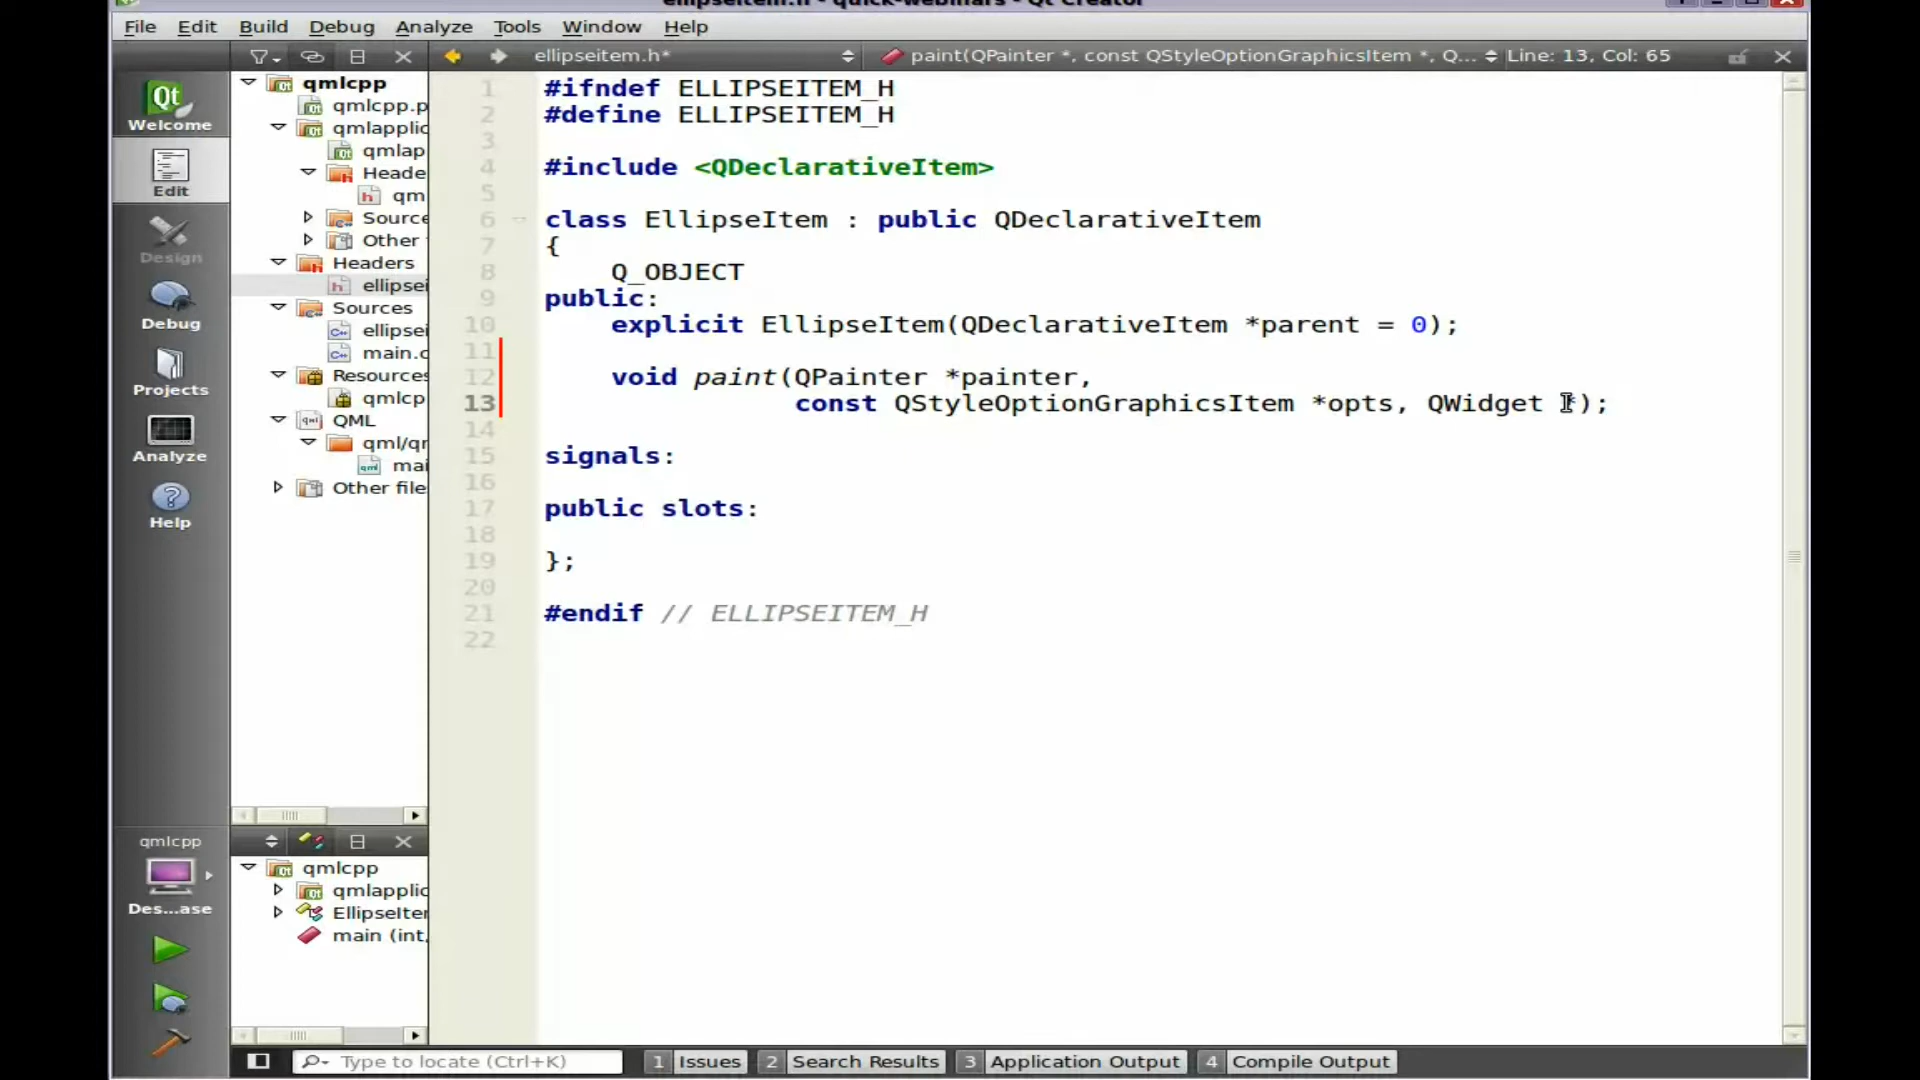 ellipseitem.h - quick-webinars - Qt Creator
File Edit Build Debug Analyze Tools Window Help
ellipseitem.h* paint(QPainter *, const QStyleOptionGraphicsItem *, Q... Line: 13, Col: 65
Welcome
Edit
Design
Debug
Projects
Analyze
Help
qmlcpp
qmlcpp.p
qmlapplic
qmlap
Heade
qm
Source
Other
Headers
ellipsei
Sources
ellipsei
main.c
Resources
qmlcp
QML
qml/qr
mai
Other file
1 #ifndef ELLIPSEITEM_H
2 #define ELLIPSEITEM_H
3
4 #include <QDeclarativeItem>
5
6 class EllipseItem : public QDeclarativeItem
7 {
8 Q_OBJECT
9 public:
10 explicit EllipseItem(QDeclarativeItem *parent = 0);
11
12 void paint(QPainter *painter,
13 const QStyleOptionGraphicsItem *opts, QWidget *);
14
15 signals:
16
17 public slots:
18
19 };
20
21 #endif // ELLIPSEITEM_H
22
qmlcpp
Des...ase
qmlcpp
qmlapplic
EllipseIter
main (int,
Type to locate (Ctrl+K) 1 Issues 2 Search Results 3 Application Output 4 Compile Output